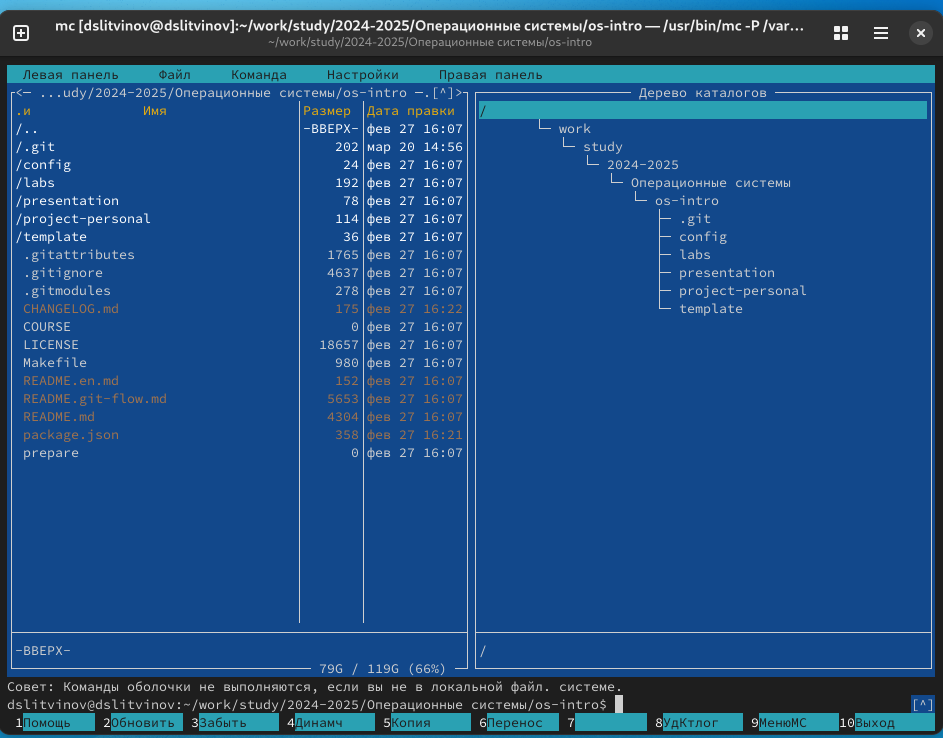 mc [dslitvinov@dslitvinov]:~/work/study/2024-2025/Операционные системы/os-intro — /usr/bin/mc -P /var…
~/work/study/2024-2025/Операционные системы/os-intro
Левая панель Файл Команда Настройки Правая панель
<─ ...udy/2024-2025/Операционные системы/os-intro ─.[^]>
.и Имя Размер Дата правки
/.. -ВВЕРХ- фев 27 16:07
/.git 202 мар 20 14:56
/config 24 фев 27 16:07
/labs 192 фев 27 16:07
/presentation 78 фев 27 16:07
/project-personal 114 фев 27 16:07
/template 36 фев 27 16:07
.gitattributes 1765 фев 27 16:07
.gitignore 4637 фев 27 16:07
.gitmodules 278 фев 27 16:07
CHANGELOG.md 175 фев 27 16:22
COURSE 0 фев 27 16:07
LICENSE 18657 фев 27 16:07
Makefile 980 фев 27 16:07
README.en.md 152 фев 27 16:07
README.git-flow.md 5653 фев 27 16:07
README.md 4304 фев 27 16:07
package.json 358 фев 27 16:21
prepare 0 фев 27 16:07
-ВВЕРХ-
79G / 119G (66%)
Дерево каталогов
/
work
study
2024-2025
Операционные системы
os-intro
.git
config
labs
presentation
project-personal
template
/
Совет: Команды оболочки не выполняются, если вы не в локальной файл. системе.
dslitvinov@dslitvinov:~/work/study/2024-2025/Операционные системы/os-intro$ [^]
1Помощь 2Обновить 3Забыть 4Динамч 5Копия 6Перенос 7 8УдКтлог 9МенюМС 10Выход